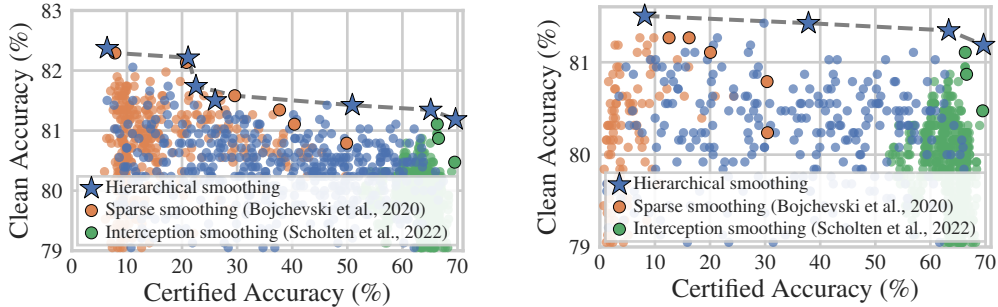 83
82
81
80
79
Clean Accuracy (%)
Hierarchical smoothing
Sparse smoothing (Bojchevski et al., 2020)
Interception smoothing (Scholten et al., 2022)
0 10 20 30 40 50 60 70
Certified Accuracy (%)
81
80
79
Clean Accuracy (%)
Hierarchical smoothing
Sparse smoothing (Bojchevski et al., 2020)
Interception smoothing (Scholten et al., 2022)
0 10 20 30 40 50 60 70
Certified Accuracy (%)